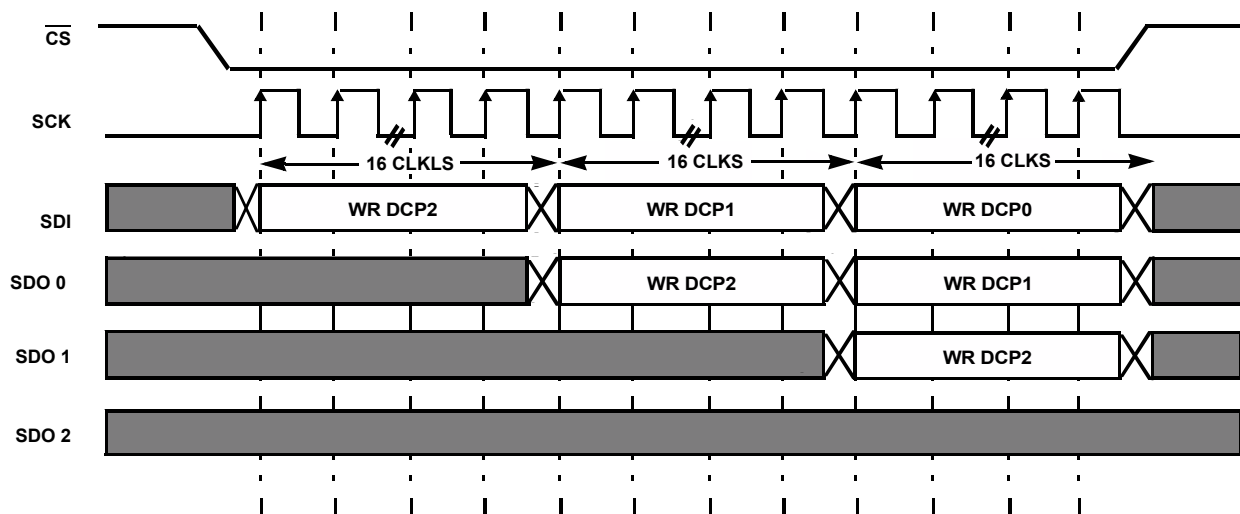 CS
SCK
16 CLKLS 16 CLKS 16 CLKS
SDI WR DCP2 WR DCP1 WR DCP0
SDO 0 WR DCP2 WR DCP1
SDO 1 WR DCP2
SDO 2